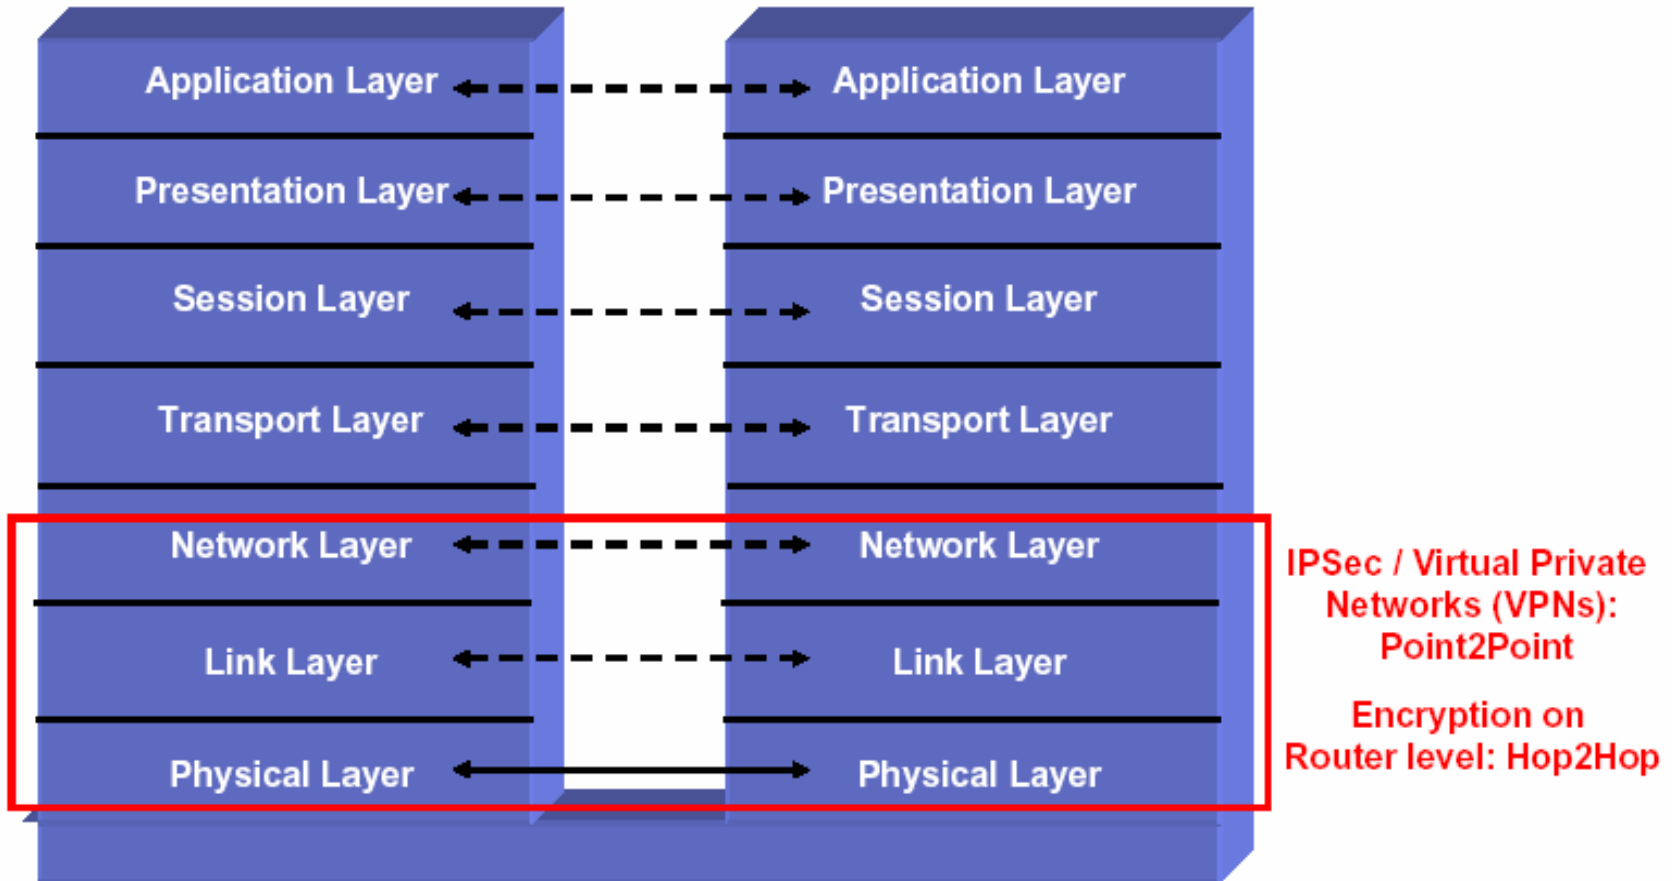 Application Layer
Application Layer
Presentation Layer
Presentation Layer
Session Layer
Session Layer
Transport Layer
Transport Layer
Network Layer
Network Layer
Link Layer
Link Layer
Physical Layer
Physical Layer
IPSec / Virtual Private
Networks (VPNs):
Point2Point
Encryption on
Router level: Hop2Hop